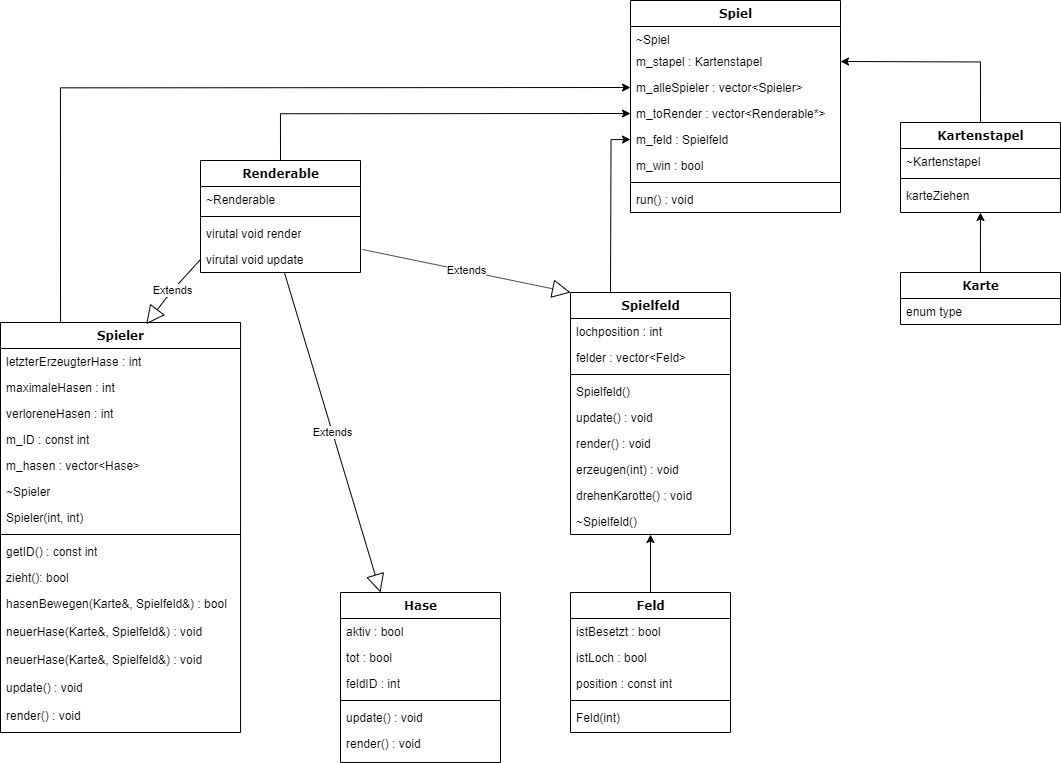 Spiel
~Spiel
m_stapel : Kartenstapel
m_alleSpieler : vector<Spieler>
m_toRender : vector<Renderable*>
m_feld : Spielfeld
m_win : bool
run() : void
Kartenstapel
~Kartenstapel
karteZiehen
Karte
enum type
Renderable
~Renderable
virutal void render
virutal void update
Extends
Extends
Extends
Spieler
letzterErzeugterHase : int
maximaleHasen : int
verloreneHasen : int
m_ID : const int
m_hasen : vector<Hase>
~Spieler
Spieler(int, int)
getID() : const int
zieht(): bool
hasenBewegen(Karte&, Spielfeld&) : bool
neuerHase(Karte&, Spielfeld&) : void
neuerHase(Karte&, Spielfeld&) : void
update() : void
render() : void
Spielfeld
lochposition : int
felder : vector<Feld>
Spielfeld()
update() : void
render() : void
erzeugen(int) : void
drehenKarotte() : void
~Spielfeld()
Hase
aktiv : bool
tot : bool
feldID : int
update() : void
render() : void
Feld
istBesetzt : bool
istLoch : bool
position : const int
Feld(int)